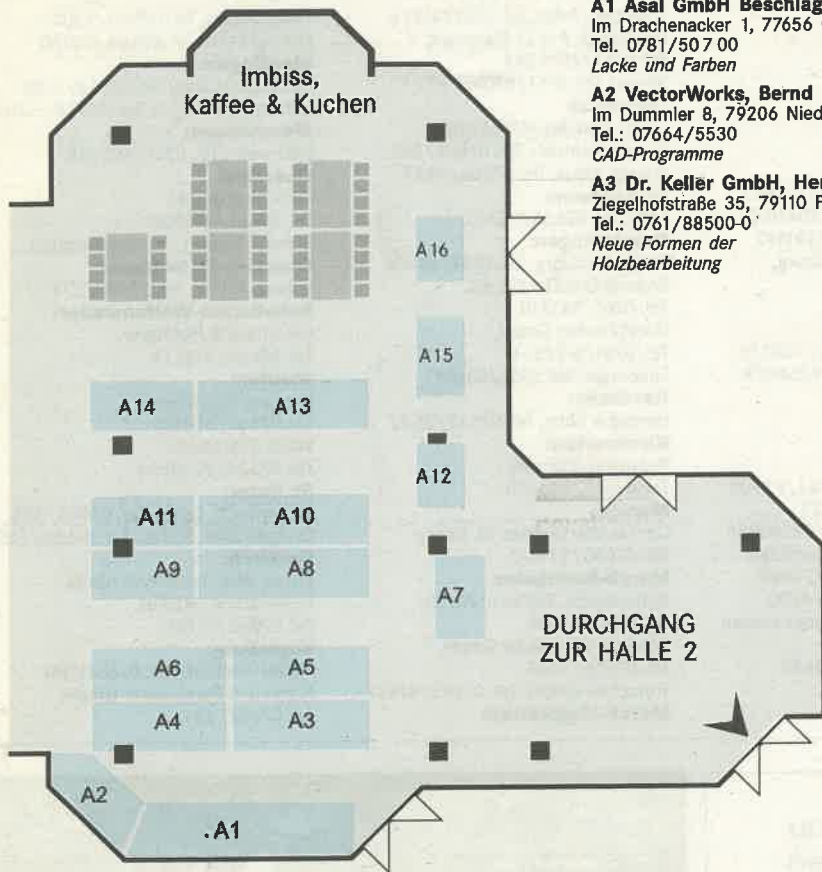 Imbiss,
Kaffee & Kuchen
A16
A15
A14
A13
A12
A11
A10
A9
A8
A7
DURCHGANG
ZUR HALLE 2
A6
A5
A4
A3
A2
.A1
A1 Asal GmbH Beschläg
Im Drachenacker 1, 77656
Tel. 0781/50 7 00
Lacke und Farben
A2 VectorWorks, Bernd
Im Dummler 8, 79206 Nied
Tel.: 07664/5530
CAD-Programme
A3 Dr. Keller GmbH, Her
Ziegelhofstraße 35, 79110 F
Tel.: 0761/88500-0
Neue Formen der
Holzbearbeitung